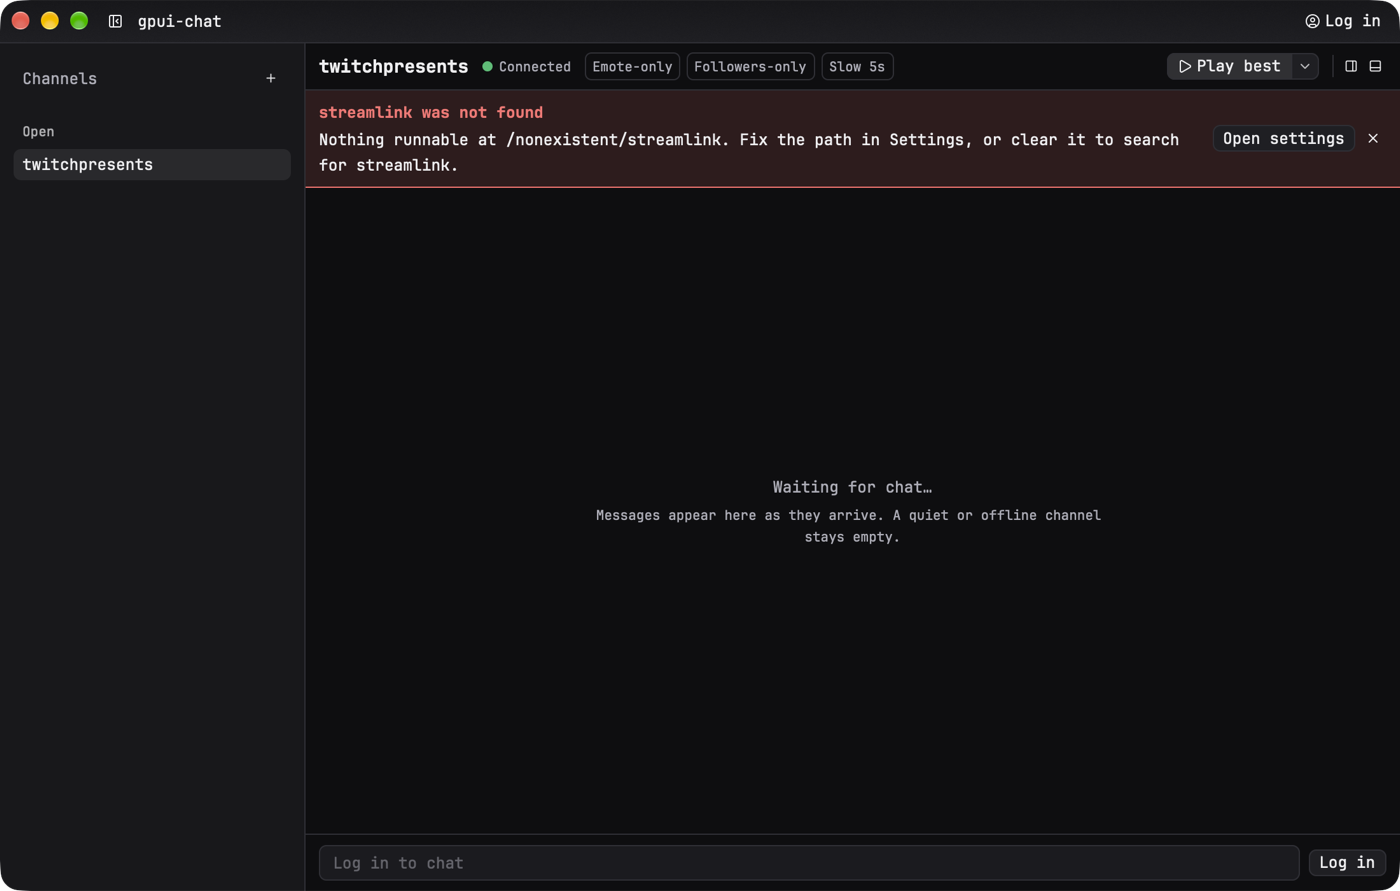 gpui-chat
Log in
Channels
+
Open
twitchpresents
twitchpresents
Connected
Emote-only
Followers-only
Slow 5s
Play best
streamlink was not found
Nothing runnable at /nonexistent/streamlink. Fix the path in Settings, or clear it to search
for streamlink.
Open settings
Waiting for chat…
Messages appear here as they arrive. A quiet or offline channel
stays empty.
Log in to chat
Log in